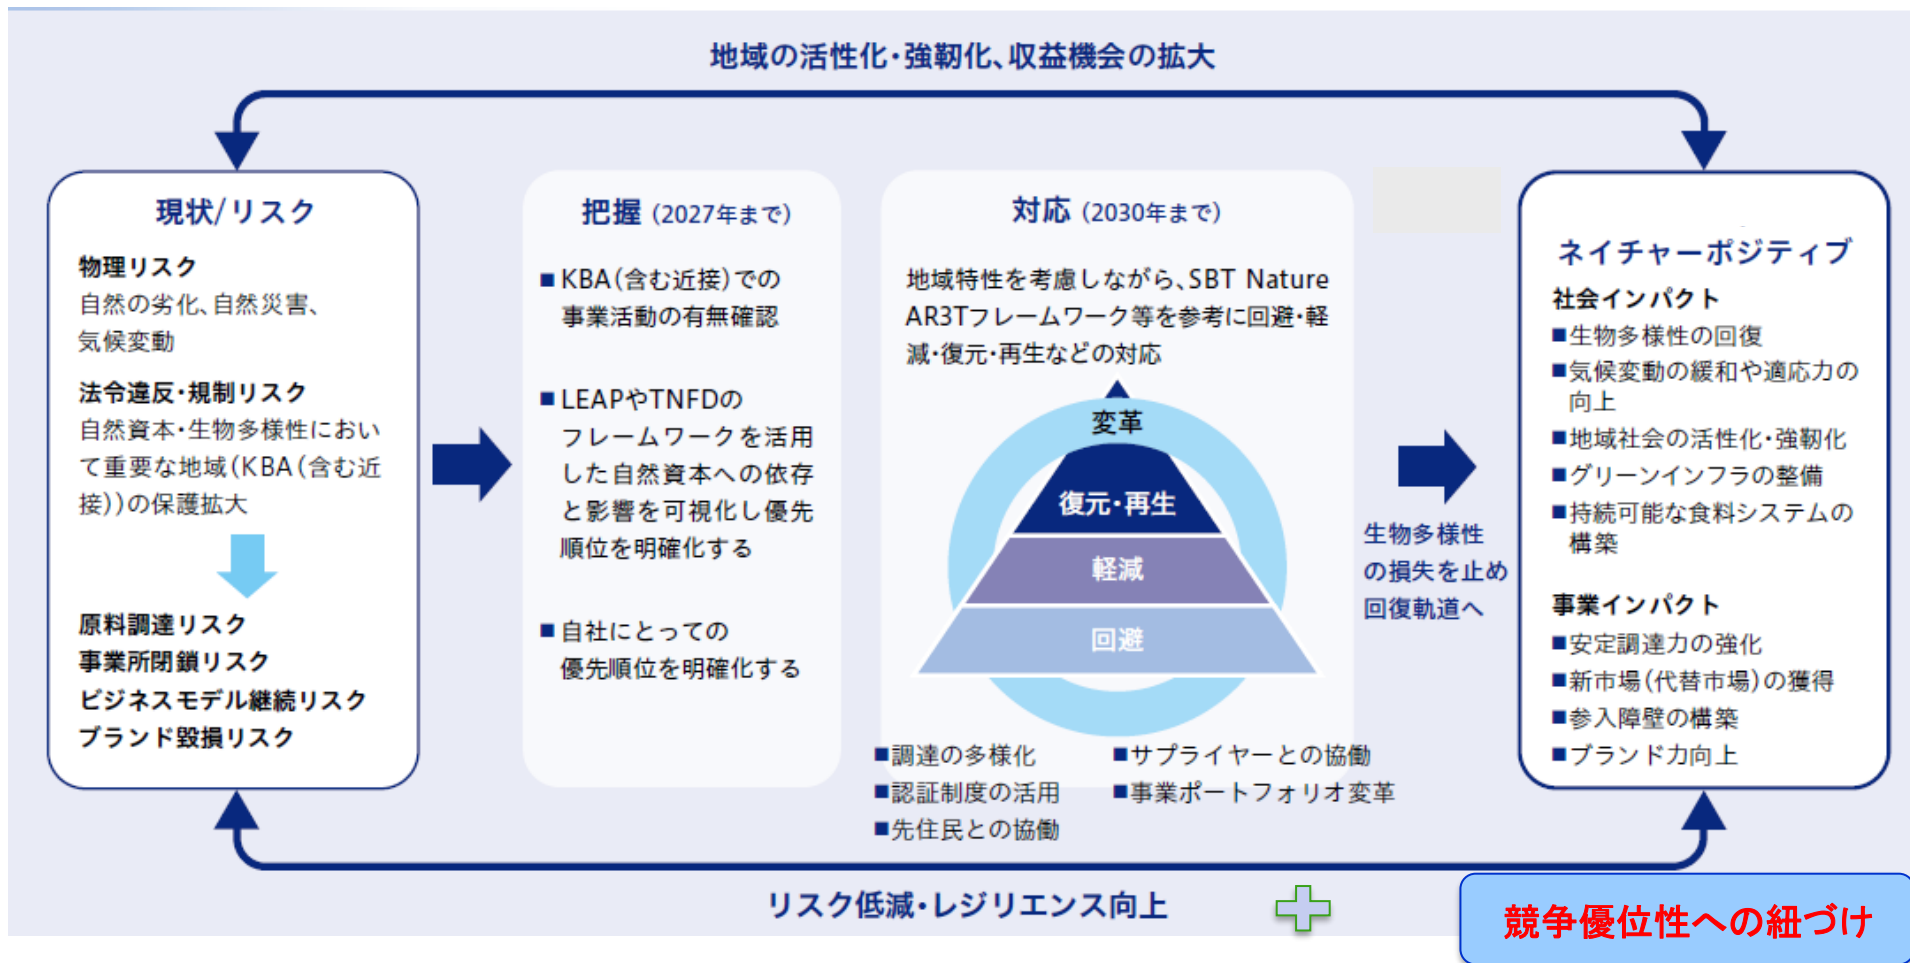 地域の活性化・強靭化、収益機会の拡大
現状/リスク
物理リスク
自然の劣化、自然災害、
気候変動
法令違反・規制リスク
自然資本・生物多様性におい
て重要な地域(KBA(含む近
接))の保護拡大
原料調達リスク
事業所閉鎖リスク
ビジネスモデル継続リスク
ブランド毀損リスク
把握(2027年まで)
■KBA(含む近接)での
事業活動の有無確認
■LEAPやTNFDの
フレームワークを活用
した自然資本への依存
と影響を可視化し優先
順位を明確化する
■自社にとっての
優先順位を明確化する
対応(2030年まで)
地域特性を考慮しながら、SBT Nature
AR3Tフレームワーク等を参考に回避・軽
減・復元・再生などの対応
変革
復元・再生
軽減
回避
■調達の多様化
■認証制度の活用
■先住民との協働
■サプライヤーとの協働
■事業ポートフォリオ変革
生物多様性
の損失を止め
回復軌道へ
ネイチャーポジティブ
社会インパクト
■生物多様性の回復
■気候変動の緩和や適応力の
向上
■地域社会の活性化・強靭化
■グリーンインフラの整備
■持続可能な食料システムの
構築
事業インパクト
■安定調達力の強化
■新市場(代替市場)の獲得
■参入障壁の構築
■ブランド力向上
リスク低減・レジリエンス向上
競争優位性への紐づけ